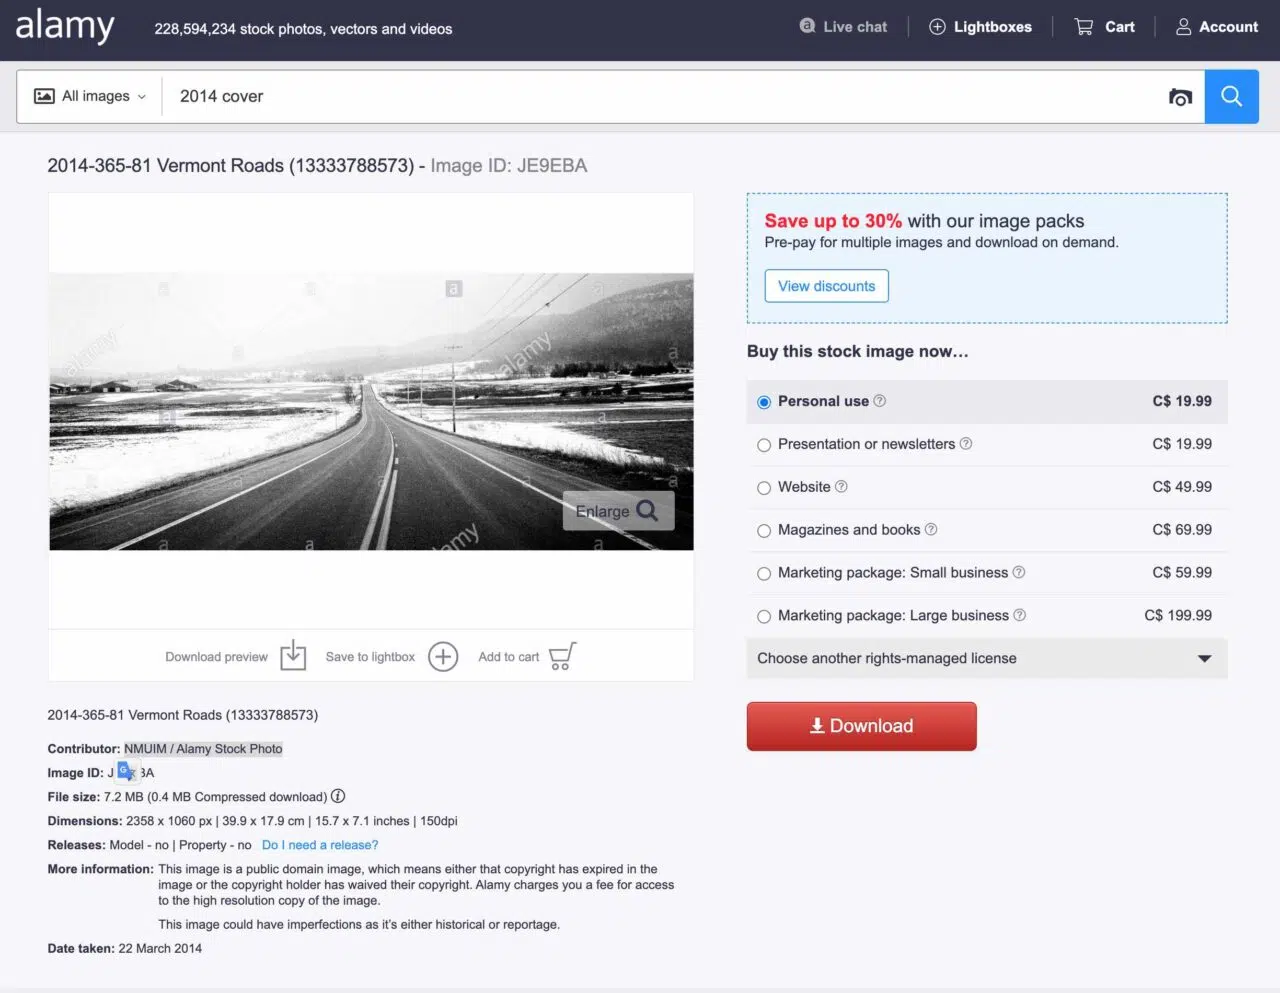 alamy
228,594,234 stock photos, vectors and videos
Live chat
Lightboxes
Cart
Account
All images
2014 cover
2014-365-81 Vermont Roads (13333788573) - Image ID: JE9EBA
alamy
alamy
Enlarge
Download preview
Save to lightbox
Add to cart
2014-365-81 Vermont Roads (13333788573)
Contributor: NMUIM / Alamy Stock Photo
Image ID:
File size: 7.2 MB (0.4 MB Compressed download)
Dimensions: 2358 x 1060 px | 39.9 x 17.9 cm | 15.7 x 7.1 inches | 150dpi
Releases: Model - no | Property - no Do I need a release?
More information: This image is a public domain image, which means either that copyright has expired in the
image or the copyright holder has waived their copyright. Alamy charges you a fee for access
to the high resolution copy of the image.
This image could have imperfections as it's either historical or reportage.
Date taken: 22 March 2014
Save up to 30% with our image packs
Pre-pay for multiple images and download on demand.
View discounts
Buy this stock image now…
Personal use C$ 19.99
Presentation or newsletters C$ 19.99
Website C$ 49.99
Magazines and books C$ 69.99
Marketing package: Small business C$ 59.99
Marketing package: Large business C$ 199.99
Choose another rights-managed license
Download